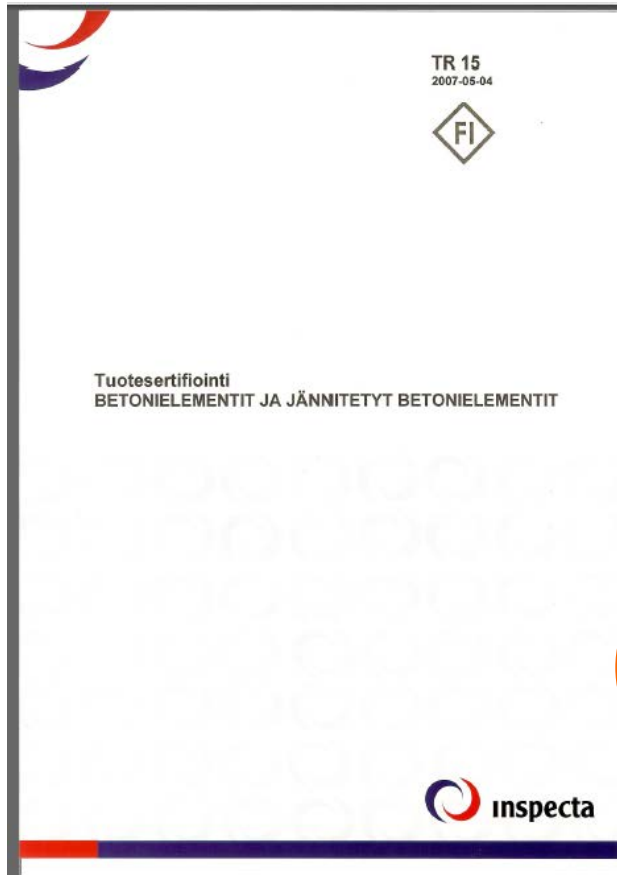 TR 15
2007-05-04
FI
Tuotesertifiointi
BETONIELEMENTIT JA JÄNNITETYT BETONIELEMENTIT
inspecta